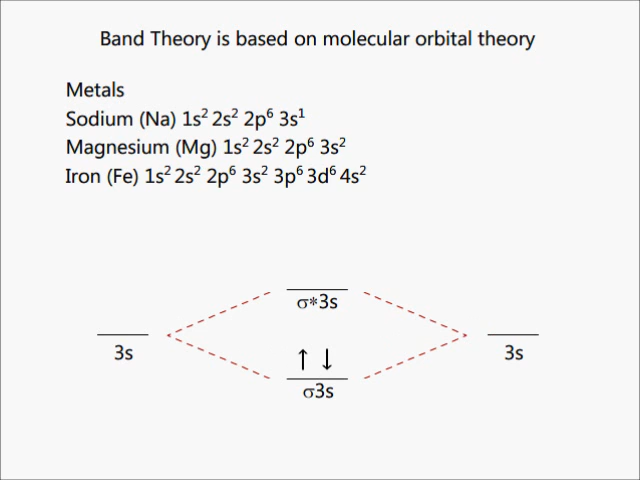 Band Theory is based on molecular orbital theory
Metals
Sodium (Na) 1s² 2s² 2p⁶ 3s¹
Magnesium (Mg) 1s² 2s² 2p⁶ 3s²
Iron (Fe) 1s² 2s² 2p⁶ 3s² 3p⁶ 3d⁶ 4s²
σ*3s
3s
3s
↑ ↓
σ3s